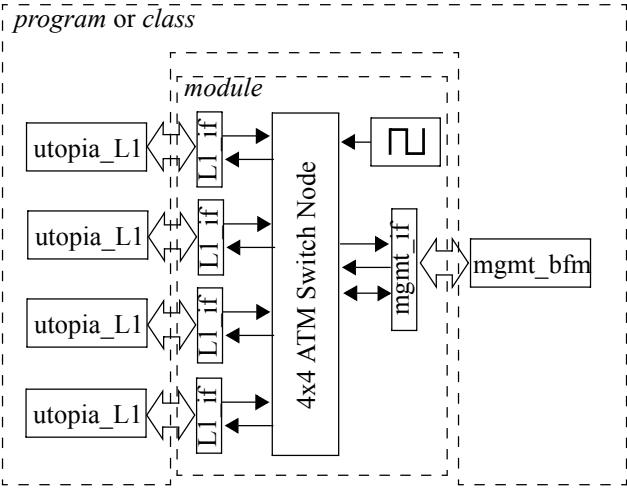 program or class
module
utopia_L1
L1_if
utopia_L1
L1_if
utopia_L1
L1_if
utopia_L1
L1_if
4x4 ATM Switch Node
mgmt_if
mgmt_bfm